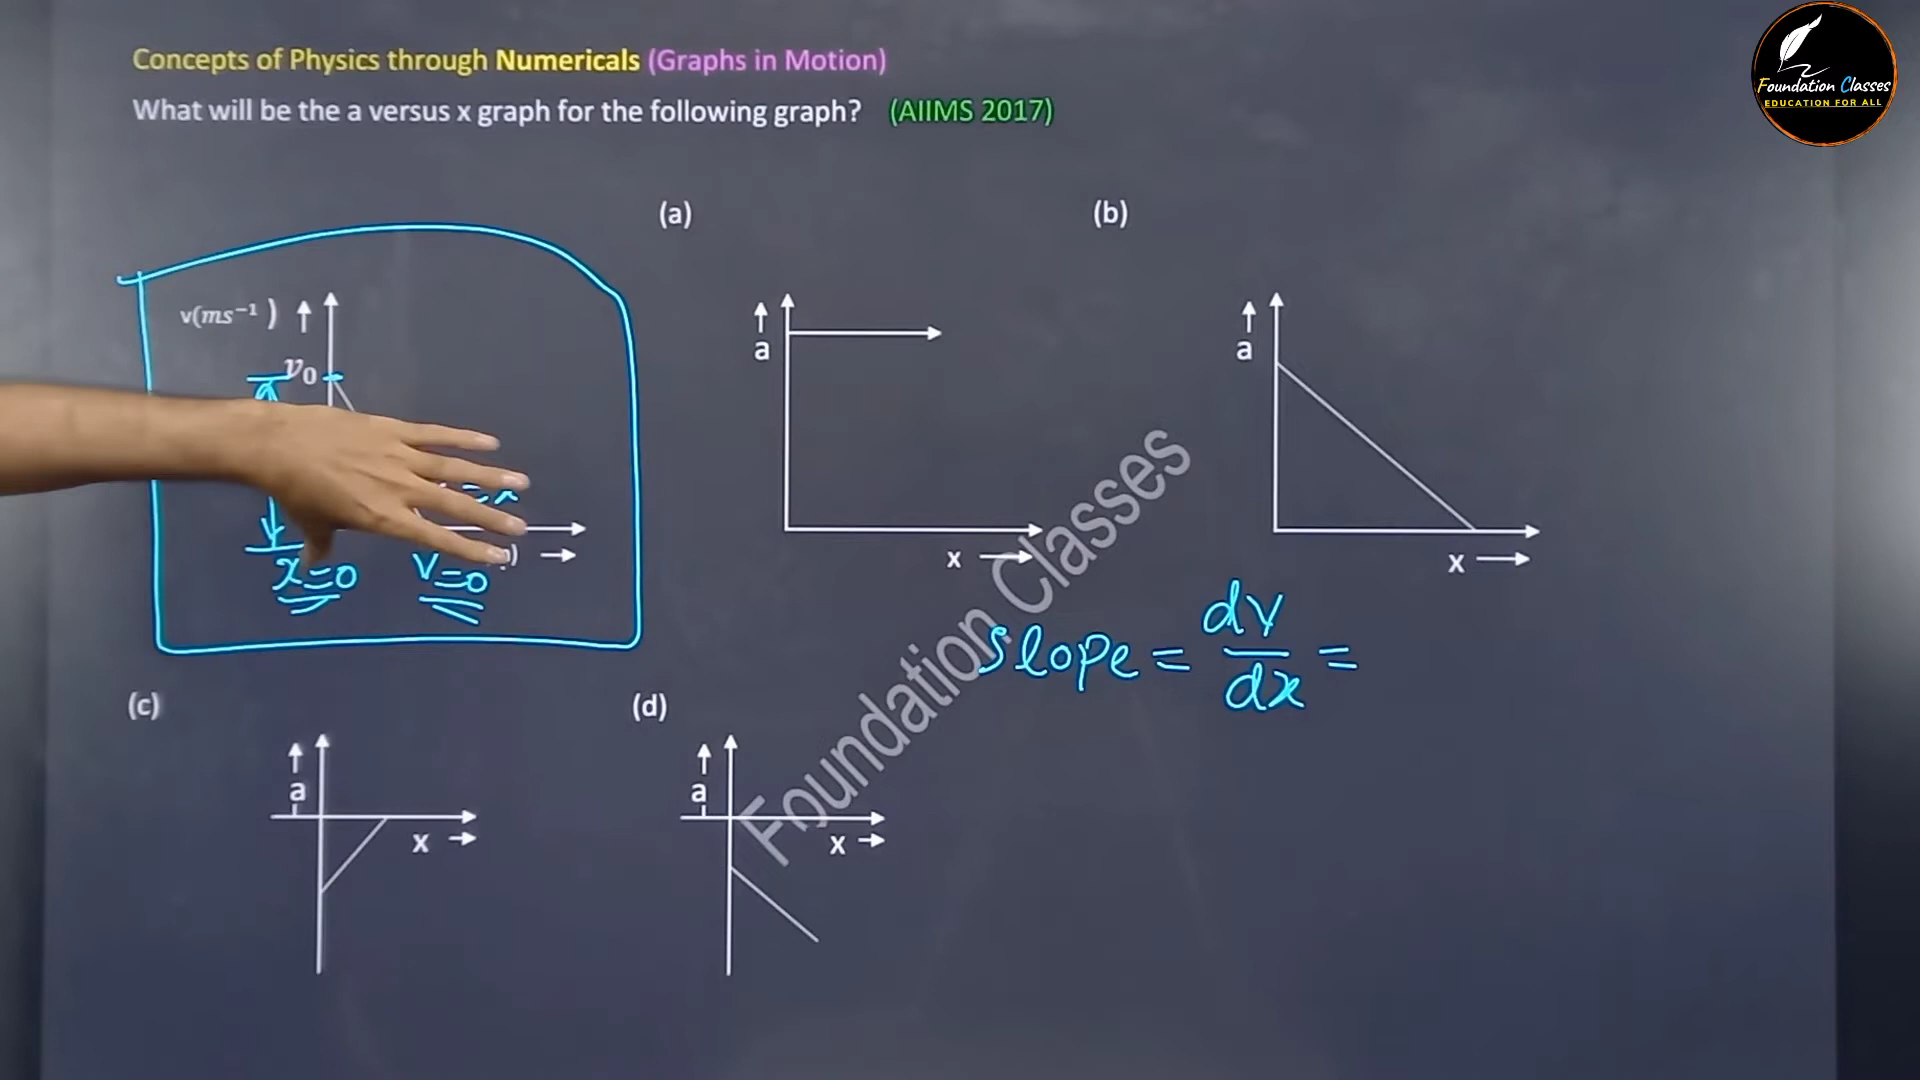 Concepts of Physics through Numericals (Graphs in Motion)
What will be the a versus x graph for the following graph? (AIIMS 2017)
Foundation Classes
EDUCATION FOR ALL
(a)
(b)
v(ms⁻¹)
v₀
x=0
v=0
a
x
a
x
Slope = dv/dx =
(c)
(d)
a
x
a
x
Foundation Classes